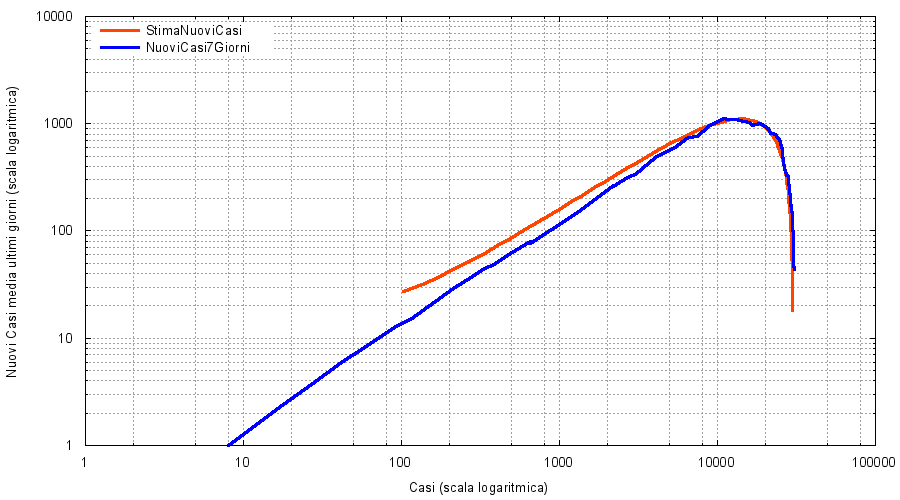 10000
1000
100
10
1
StimaNuoviCasi
NuoviCasi7Giorni
Nuovi Casi media ultimi giorni (scala logaritmica)
1 10 100 1000 10000 100000
Casi (scala logaritmica)